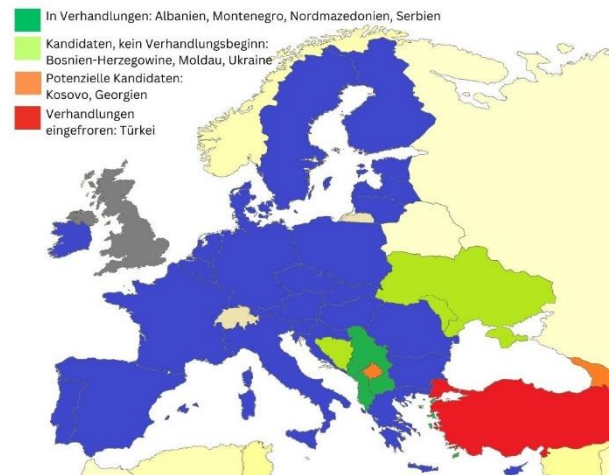 In Verhandlungen: Albanien, Montenegro, Nordmazedonien, Serbien
Kandidaten, kein Verhandlungsbeginn:
Bosnien-Herzegowine, Moldau, Ukraine
Potenzielle Kandidaten:
Kosovo, Georgien
Verhandlungen
eingefroren: Türkei